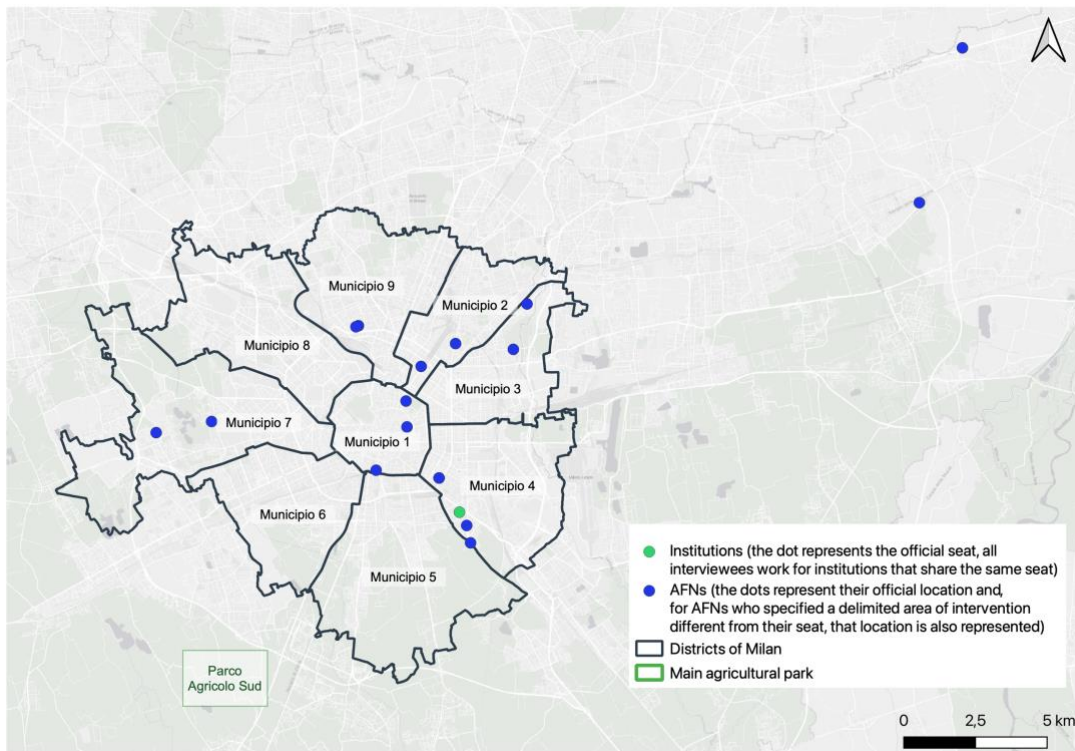 Municipio 9
Municipio 2
Municipio 8
Municipio 3
Municipio 7
Municipio 1
Municipio 4
Municipio 6
Municipio 5
Parco
Agricolo Sud
Institutions (the dot represents the official seat, all
interviewees work for institutions that share the same seat)
AFNs (the dots represent their official location and,
for AFNs who specified a delimited area of intervention
different from their seat, that location is also represented)
Districts of Milan
Main agricultural park
0 2,5 5 km